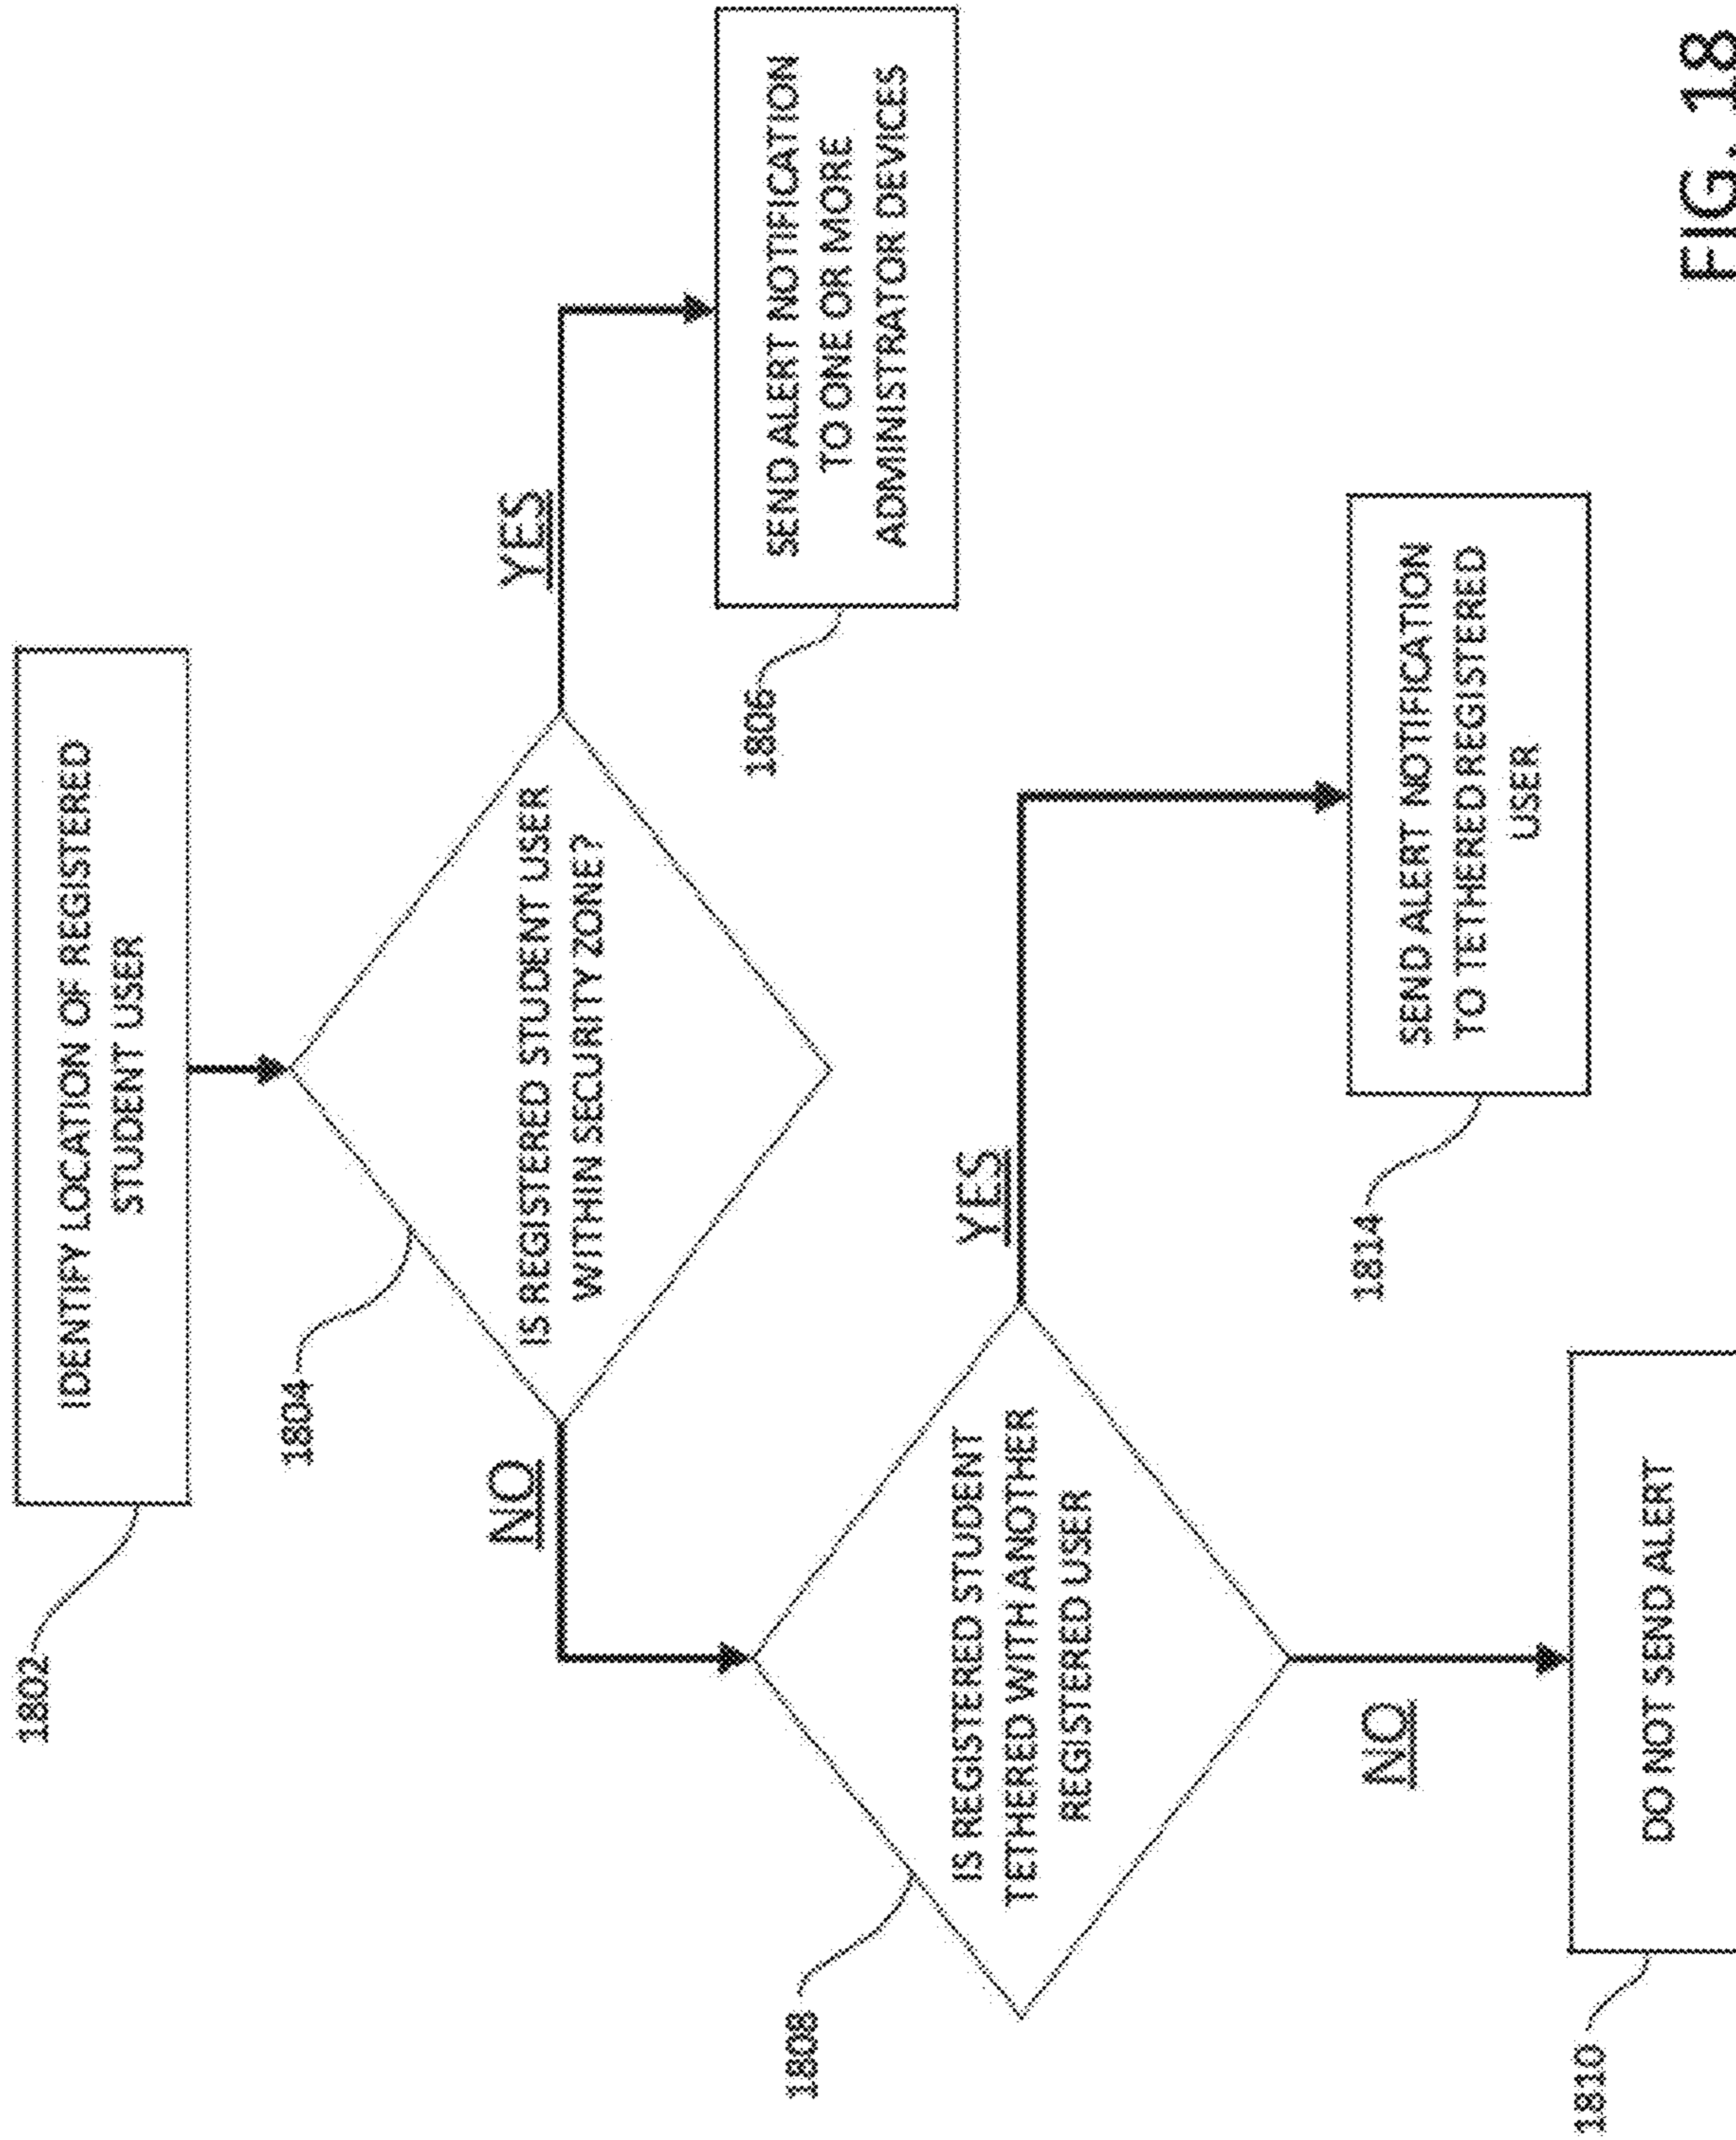 1802
IDENTIFY LOCATION OF REGISTERED
STUDENT USER
1804
IS REGISTERED STUDENT USER
WITHIN SECURITY ZONE?
NO
YES
1806
SEND ALERT NOTIFICATION
TO ONE OR MORE
ADMINISTRATOR DEVICES
1808
IS REGISTERED STUDENT
TETHERED WITH ANOTHER
REGISTERED USER
YES
NO
1814
SEND ALERT NOTIFICATION
TO TETHERED REGISTERED
USER
1810
DO NOT SEND ALERT
FIG. 18